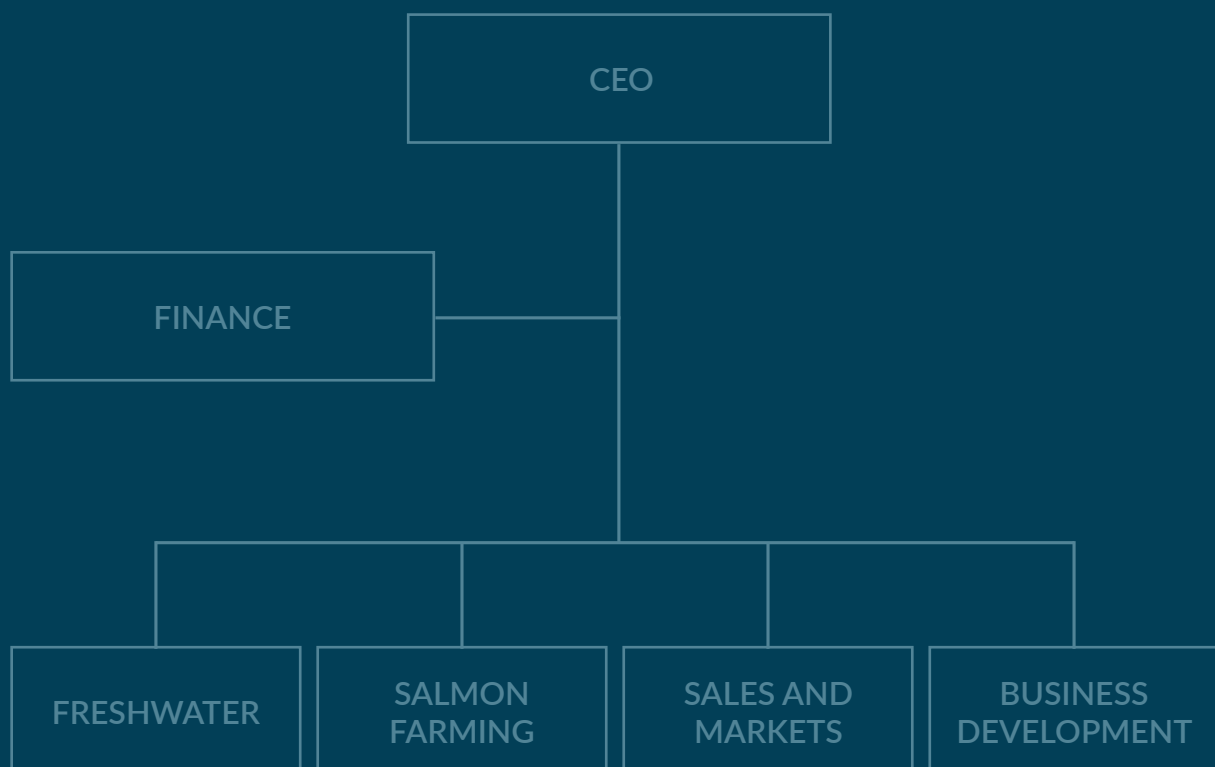 CEO
FINANCE
FRESHWATER
SALMON
FARMING
SALES AND
MARKETS
BUSINESS
DEVELOPMENT